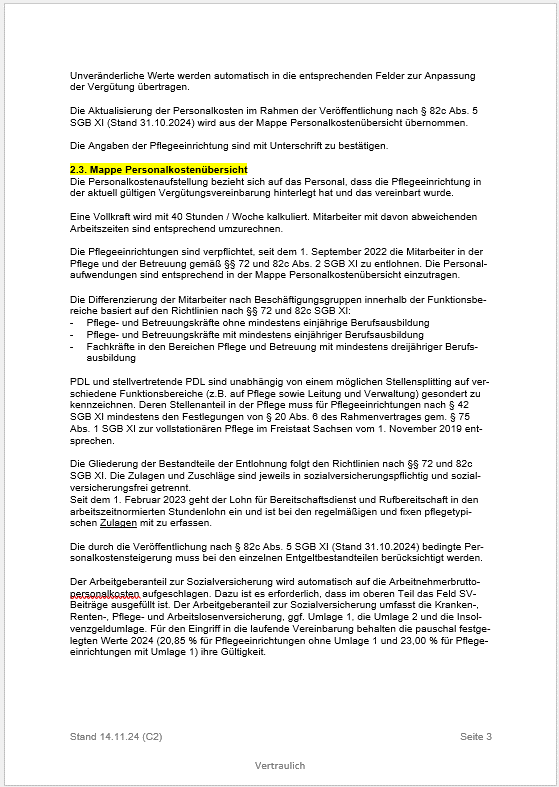 Unveränderliche Werte werden automatisch in die entsprechenden Felder zur Anpassung
der Vergütung übertragen.
Die Aktualisierung der Personalkosten im Rahmen der Veröffentlichung nach § 82c Abs. 5
SGB XI (Stand 31.10.2024) wird aus der Mappe Personalkostenübersicht übernommen.
Die Angaben der Pflegeeinrichtung sind mit Unterschrift zu bestätigen.
2.3. Mappe Personalkostenübersicht
Die Personalkostenaufstellung bezieht sich auf das Personal, dass die Pflegeeinrichtung in
der aktuell gültigen Vergütungsvereinbarung hinterlegt hat und das vereinbart wurde.
Eine Vollkraft wird mit 40 Stunden / Woche kalkuliert. Mitarbeiter mit davon abweichenden
Arbeitszeiten sind entsprechend umzurechnen.
Die Pflegeeinrichtungen sind verpflichtet, seit dem 1. September 2022 die Mitarbeiter in der
Pflege und der Betreuung gemäß §§ 72 und 82c Abs. 2 SGB XI zu entlohnen. Die Personal-
aufwendungen sind entsprechend in der Mappe Personalkostenübersicht einzutragen.
Die Differenzierung der Mitarbeiter nach Beschäftigungsgruppen innerhalb der Funktionsbe-
reiche basiert auf den Richtlinien nach §§ 72 und 82c SGB XI:
- Pflege- und Betreuungskräfte ohne mindestens einjährige Berufsausbildung
- Pflege- und Betreuungskräfte mit mindestens einjähriger Berufsausbildung
- Fachkräfte in den Bereichen Pflege und Betreuung mit mindestens dreijähriger Berufs-
ausbildung
PDL und stellvertretende PDL sind unabhängig von einem möglichen Stellensplitting auf ver-
schiedene Funktionsbereiche (z.B. auf Pflege sowie Leitung und Verwaltung) gesondert zu
kennzeichnen. Deren Stellenanteil in der Pflege muss für Pflegeeinrichtungen nach § 42
SGB XI mindestens den Festlegungen von § 20 Abs. 6 des Rahmenvertrages gem. § 75
Abs. 1 SGB XI zur vollstationären Pflege im Freistaat Sachsen vom 1. November 2019 ent-
sprechen.
Die Gliederung der Bestandteile der Entlohnung folgt den Richtlinien nach §§ 72 und 82c
SGB XI. Die Zulagen und Zuschläge sind jeweils in sozialversicherungspflichtig und sozial-
versicherungsfrei getrennt.
Seit dem 1. Februar 2023 geht der Lohn für Bereitschaftsdienst und Rufbereitschaft in den
arbeitszeitnormierten Stundenlohn ein und ist bei den regelmäßigen und fixen pflegetypi-
schen Zulagen mit zu erfassen.
Die durch die Veröffentlichung nach § 82c Abs. 5 SGB XI (Stand 31.10.2024) bedingte Per-
sonalkostensteigerung muss bei den einzelnen Entgeltbestandteilen berücksichtigt werden.
Der Arbeitgeberanteil zur Sozialversicherung wird automatisch auf die Arbeitnehmerbrutto-
personalkosten aufgeschlagen. Dazu ist es erforderlich, dass im oberen Teil das Feld SV-
Beiträge ausgefüllt ist. Der Arbeitgeberanteil zur Sozialversicherung umfasst die Kranken-,
Renten-, Pflege- und Arbeitslosenversicherung, ggf. Umlage 1, die Umlage 2 und die Insol-
venzgeldumlage. Für den Eingriff in die laufende Vereinbarung behalten die pauschal festge-
legten Werte 2024 (20,85 % für Pflegeeinrichtungen ohne Umlage 1 und 23,00 % für Pflege-
einrichtungen mit Umlage 1) ihre Gültigkeit.
Stand 14.11.24 (C2)
Seite 3
Vertraulich